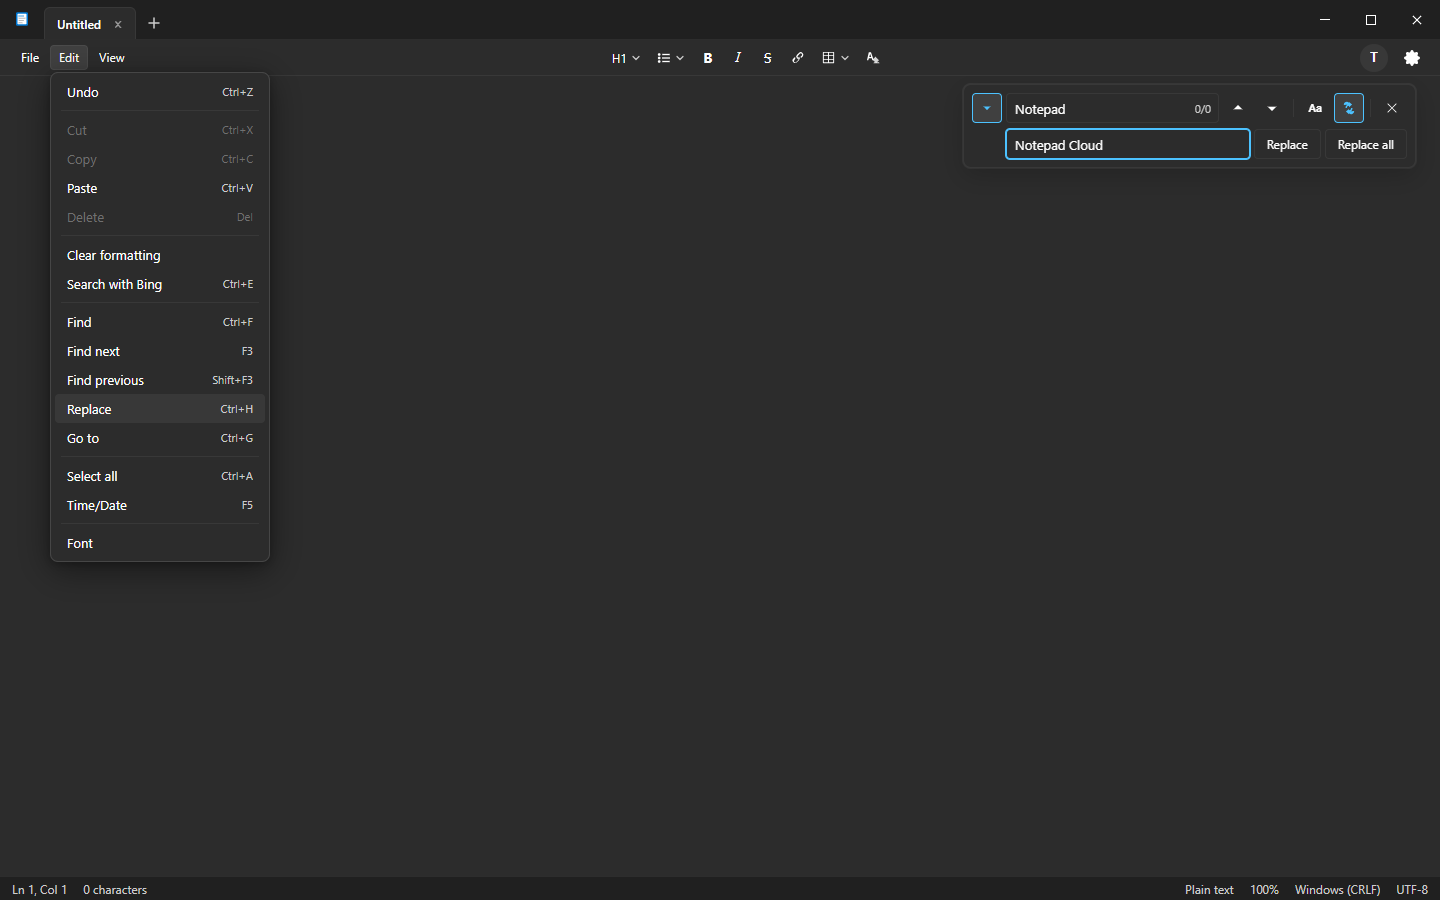 Untitled
File Edit View H1 B I S T
Undo Ctrl+Z
Cut Ctrl+X
Copy Ctrl+C
Paste Ctrl+V
Delete Del
Clear formatting
Search with Bing Ctrl+E
Find Ctrl+F
Find next F3
Find previous Shift+F3
Replace Ctrl+H
Go to Ctrl+G
Select all Ctrl+A
Time/Date F5
Font
Notepad 0/0 Aa
Notepad Cloud Replace Replace all
Ln 1, Col 1 0 characters Plain text 100% Windows (CRLF) UTF-8